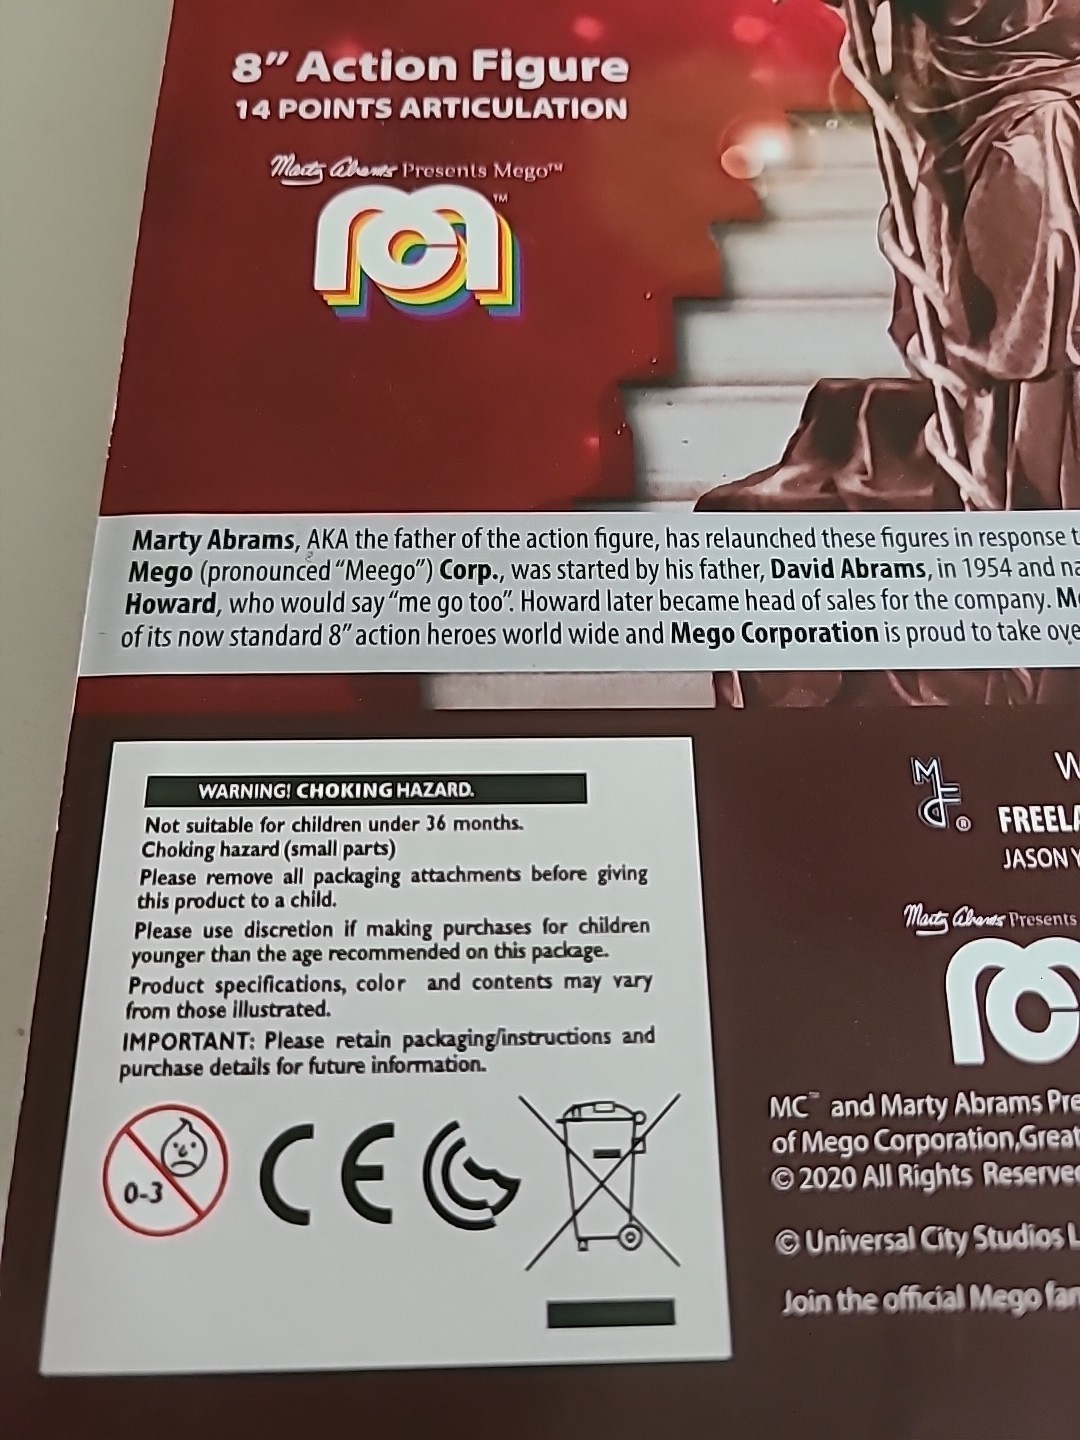 8” Action Figure
14 POINTS ARTICULATION
Marty Abrams Presents Mego™
TM
Marty Abrams, AKA the father of the action figure, has relaunched these figures in response
Mego (pronounced “Meego”) Corp., was started by his father, David Abrams, in 1954 and
Howard, who would say “me go too”. Howard later became head of sales for the company.
of its now standard 8” action heroes world wide and Mego Corporation is proud to take
WARNING! CHOKING HAZARD.
Not suitable for children under 36 months.
Choking hazard (small parts)
Please remove all packaging attachments before giving
this product to a child.
Please use discretion if making purchases for children
younger than the age recommended on this package.
Product specifications, color and contents may vary
from those illustrated.
IMPORTANT: Please retain packaging/instructions and
purchase details for future information.
0-3
CE
JASON
Marty Abrams Presents
MC™ and Marty Abrams
of Mego Corporation,
© 2020 All Rights
© Universal City Studios
Join the official Mego